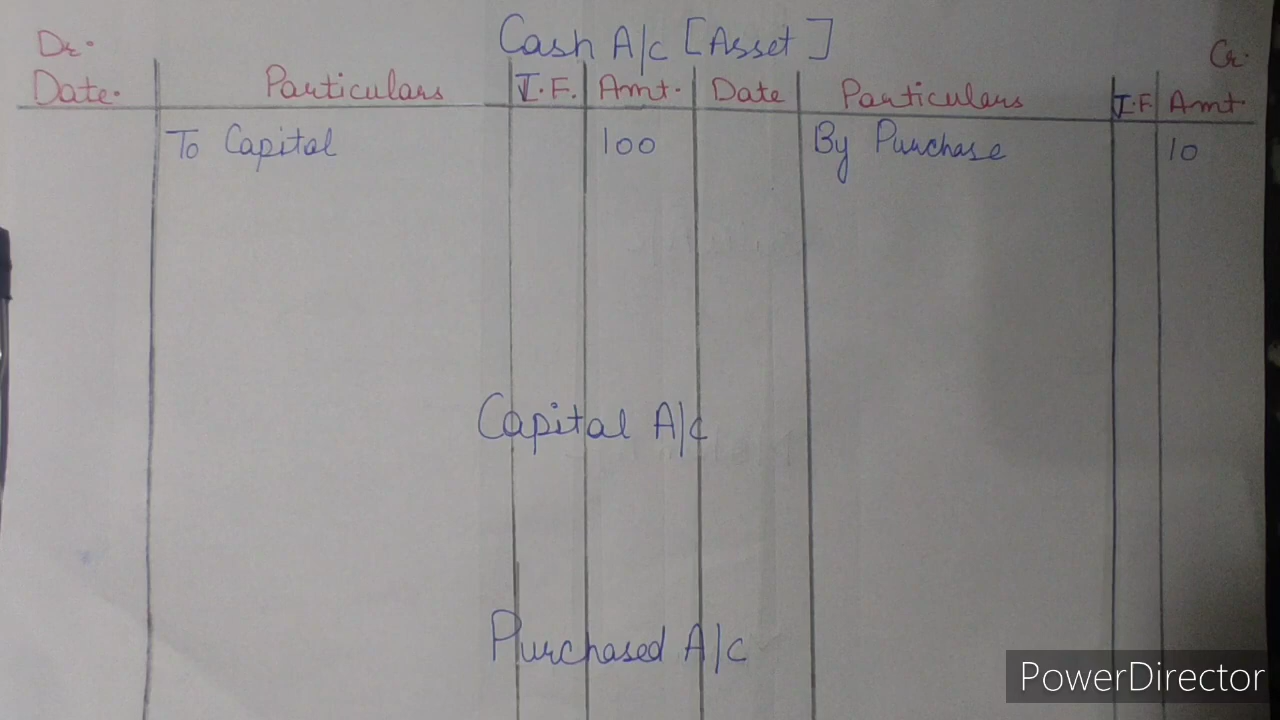 Dr.
Cash A/c [Asset]
Cr.
Date. Particulars I.F. Amt. Date Particulars I.F. Amt.
To Capital 100 By Purchase 10
Capital A/c
Purchased A/c
PowerDirector